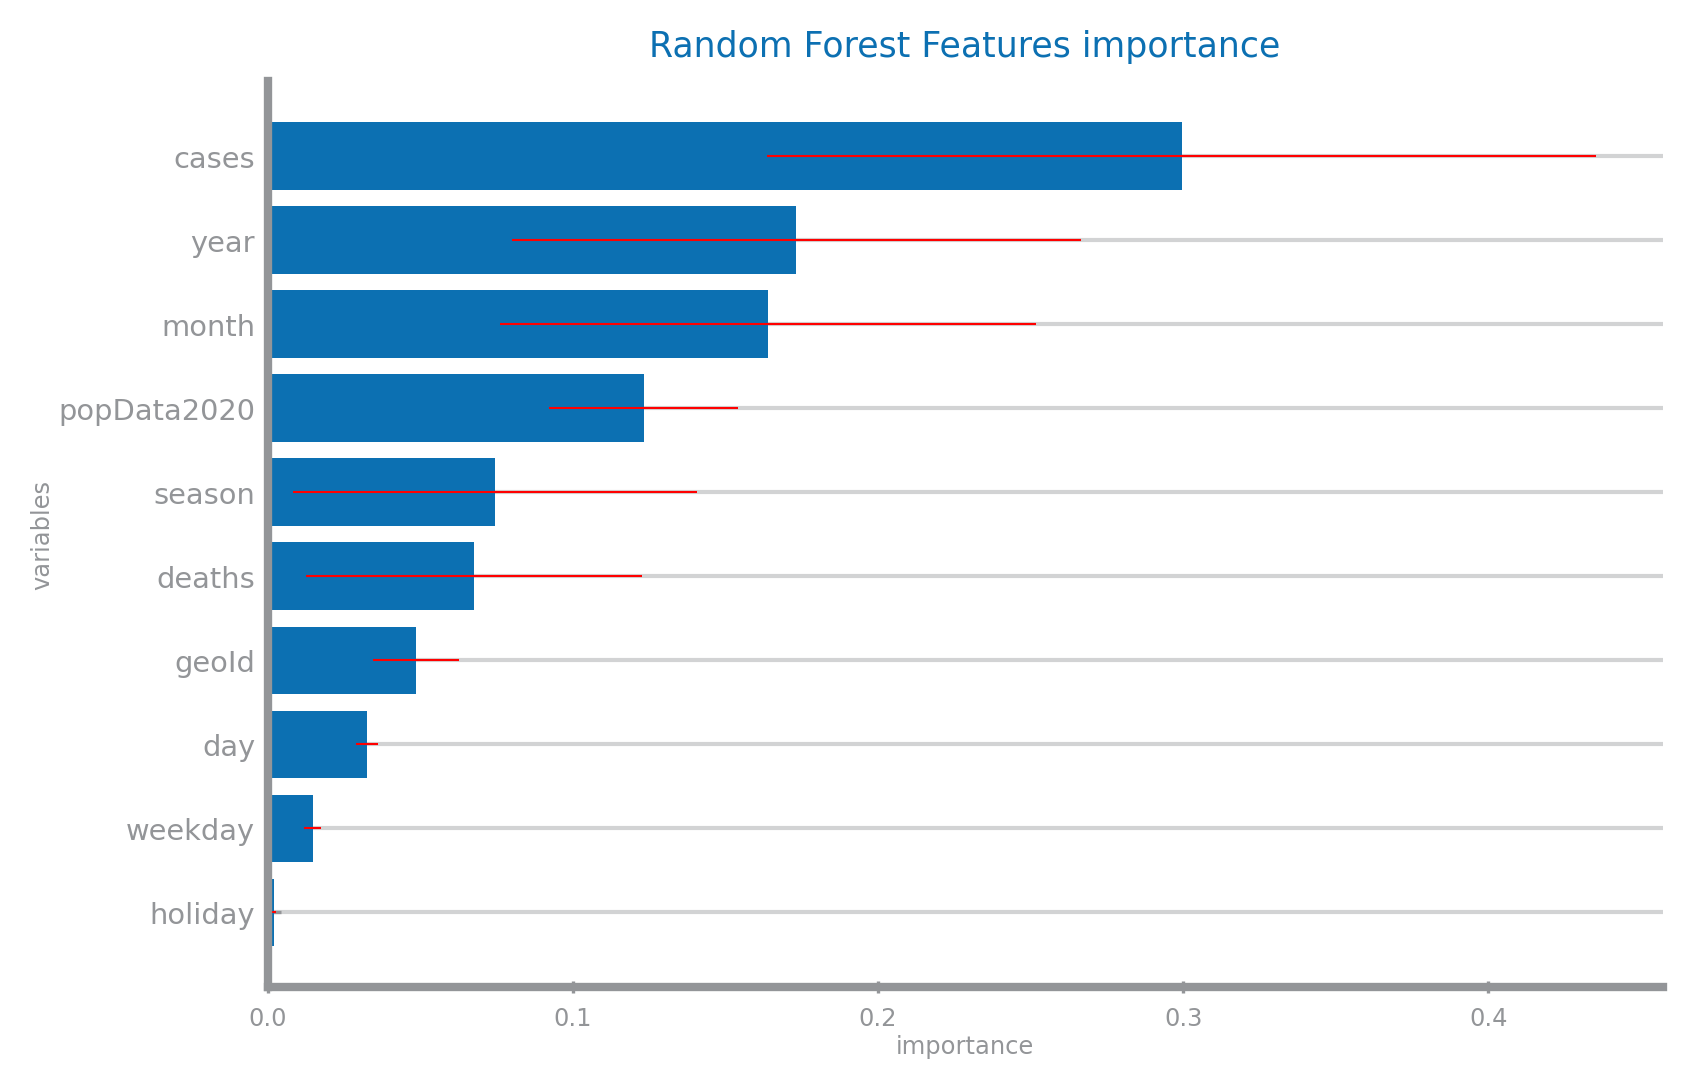 Random Forest Features importance
cases
year
month
popData2020
season
deaths
geoId
day
weekday
holiday
variables
0.0 0.1 0.2 0.3 0.4
importance